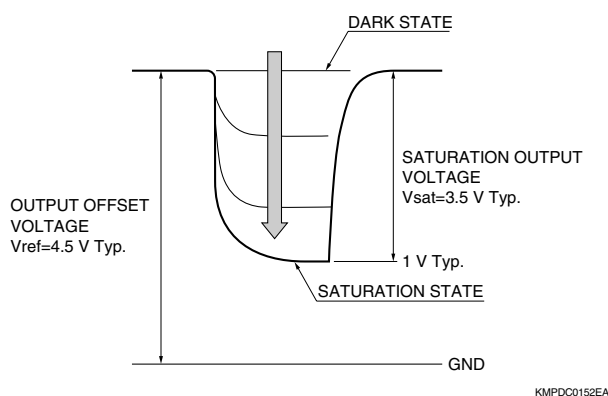 DARK STATE
SATURATION OUTPUT
VOLTAGE
Vsat=3.5 V Typ.
OUTPUT OFFSET
VOLTAGE
Vref=4.5 V Typ.
1 V Typ.
SATURATION STATE
GND
KMPDC0152EA